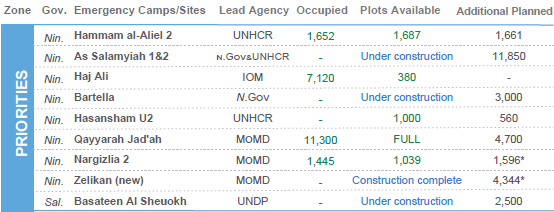 Zone Gov. Emergency Camps/Sites Lead Agency Occupied Plots Available Additional Planned
PRIORITIES
Nin. Hammam al-Aliel 2 UNHCR 1,652 1,687 1,661
Nin. As Salamyiah 1&2 N.Gov&UNHCR - Under construction 11,850
Nin. Haj Ali IOM 7,120 380 -
Nin. Bartella N.Gov - Under construction 3,000
Nin. Hasansham U2 UNHCR - 1,000 560
Nin. Qayyarah Jad'ah MoMD 11,300 FULL 4,700
Nin. Nargizlia 2 MoMD 1,445 1,039 1,596*
Nin. Zelikan (new) MoMD - Construction complete 4,344*
Sal. Basateen Al Sheuokh UNDP - Under construction 2,500